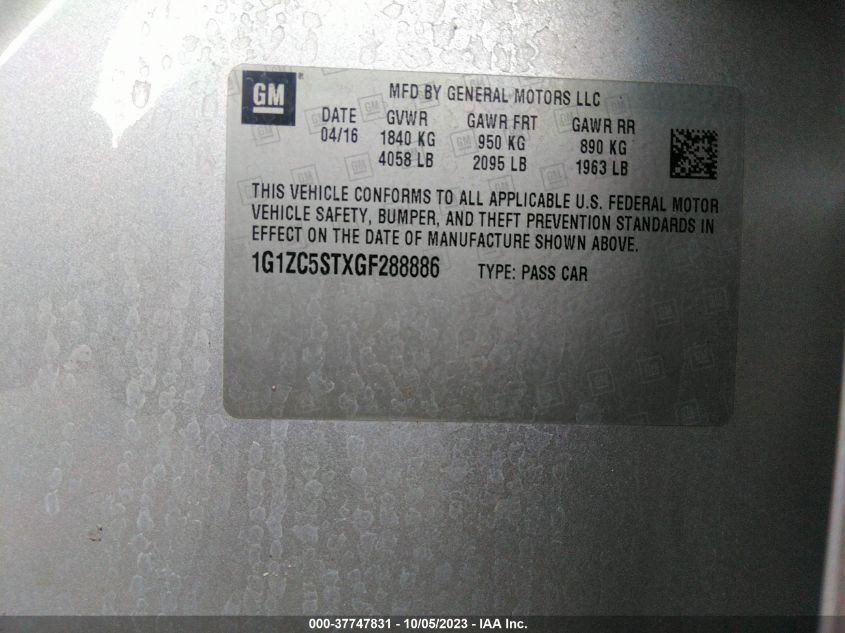 GM ®
MFD BY GENERAL MOTORS LLC
DATE GVWR GAWR FRT GAWR RR
04/16 1840 KG 950 KG 890 KG
4058 LB 2095 LB 1963 LB
THIS VEHICLE CONFORMS TO ALL APPLICABLE U.S. FEDERAL MOTOR
VEHICLE SAFETY, BUMPER, AND THEFT PREVENTION STANDARDS IN
EFFECT ON THE DATE OF MANUFACTURE SHOWN ABOVE.
1G1ZC5STXGF288886 TYPE: PASS CAR
000-37747831 - 10/05/2023 - IAA Inc.